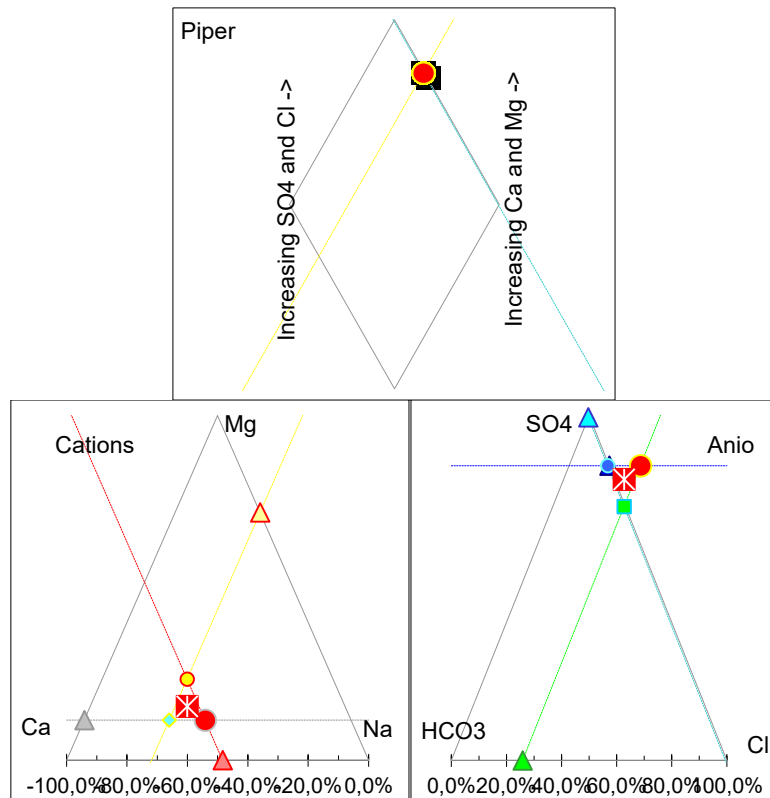 Piper
Increasing SO4 and Cl ->
Increasing Ca and Mg ->
Mg
Cations
Ca
Na
-100,0%
-80,0%
-60,0%
-40,0%
-20,0%
0,0%
SO4
Anio
HCO3
Cl
0,0%
20,0%
40,0%
60,0%
80,0%
100,0%